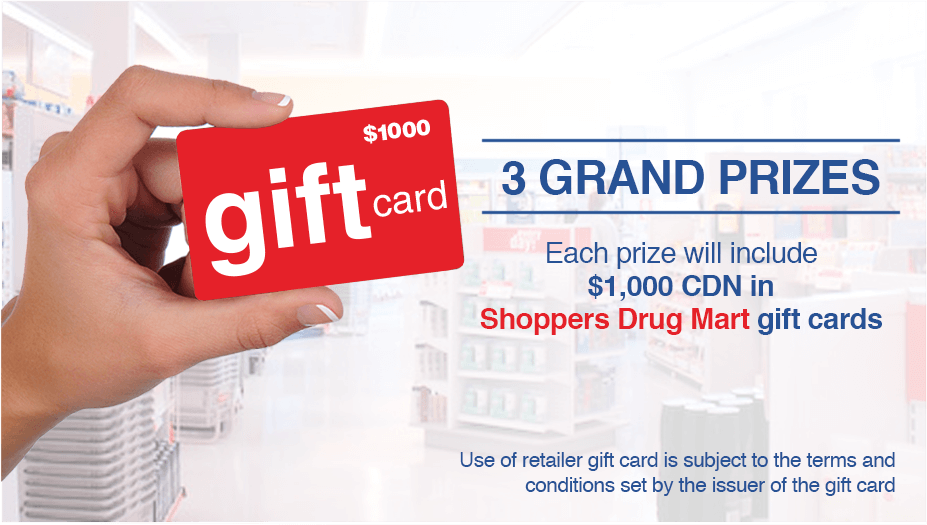 $1000
gift card
3 GRAND PRIZES
Each prize will include
$1,000 CDN in
Shoppers Drug Mart gift cards
Use of retailer gift card is subject to the terms and
conditions set by the issuer of the gift card